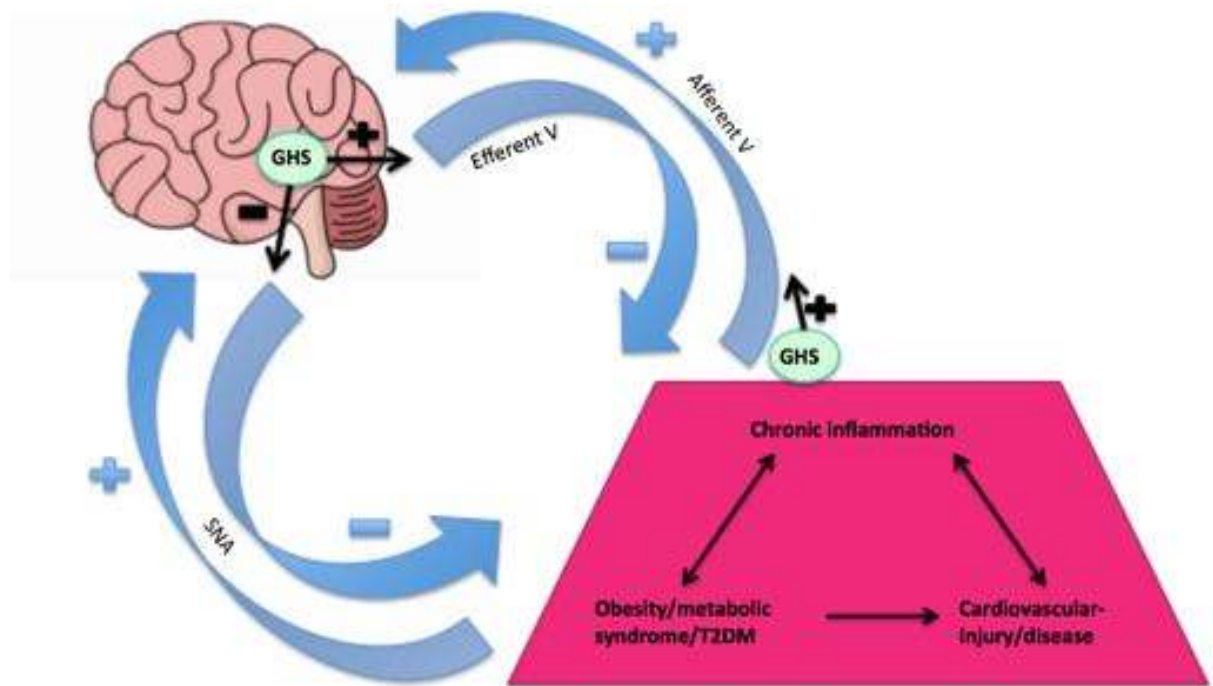 Afferent V
Efferent V
GHS
GHS
SNA
Chronic inflammation
Obesity/metabolic
syndrome/T2DM
Cardiovascular-
injury/disease